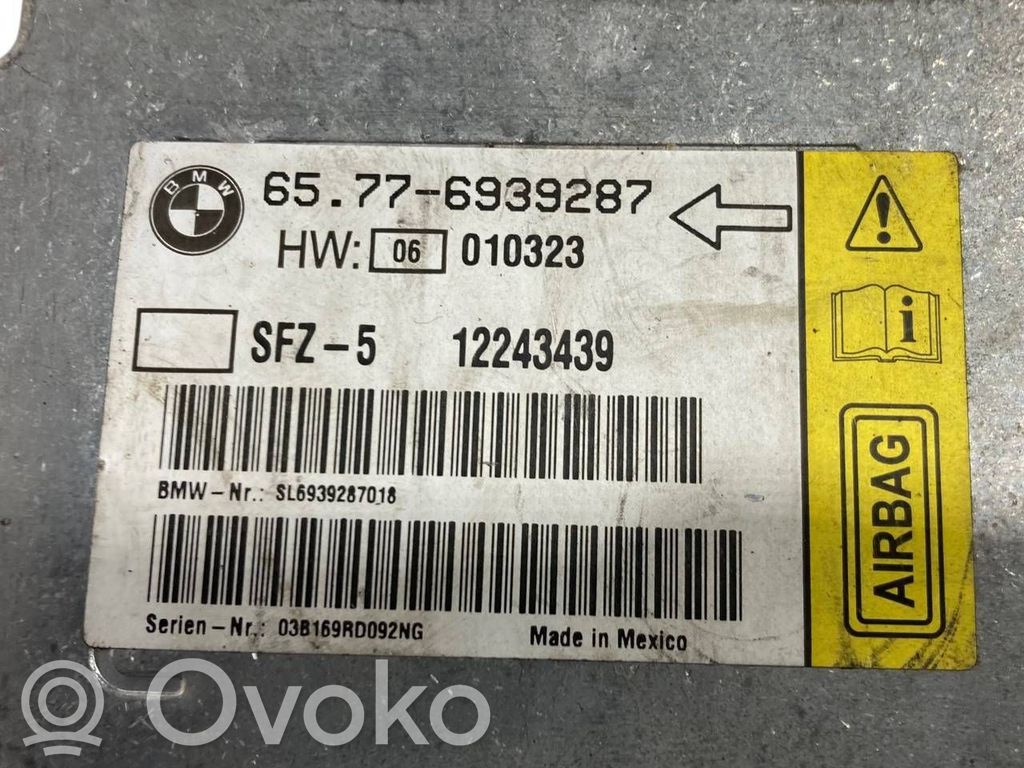 BMW
65.77-6939287
HW: 06 010323
SFZ-5 12243439
BMW-Nr.: SL6939287018
Serien-Nr.: 03B169RD092NG
Made in Mexico
i
AIRBAG
Ovoko